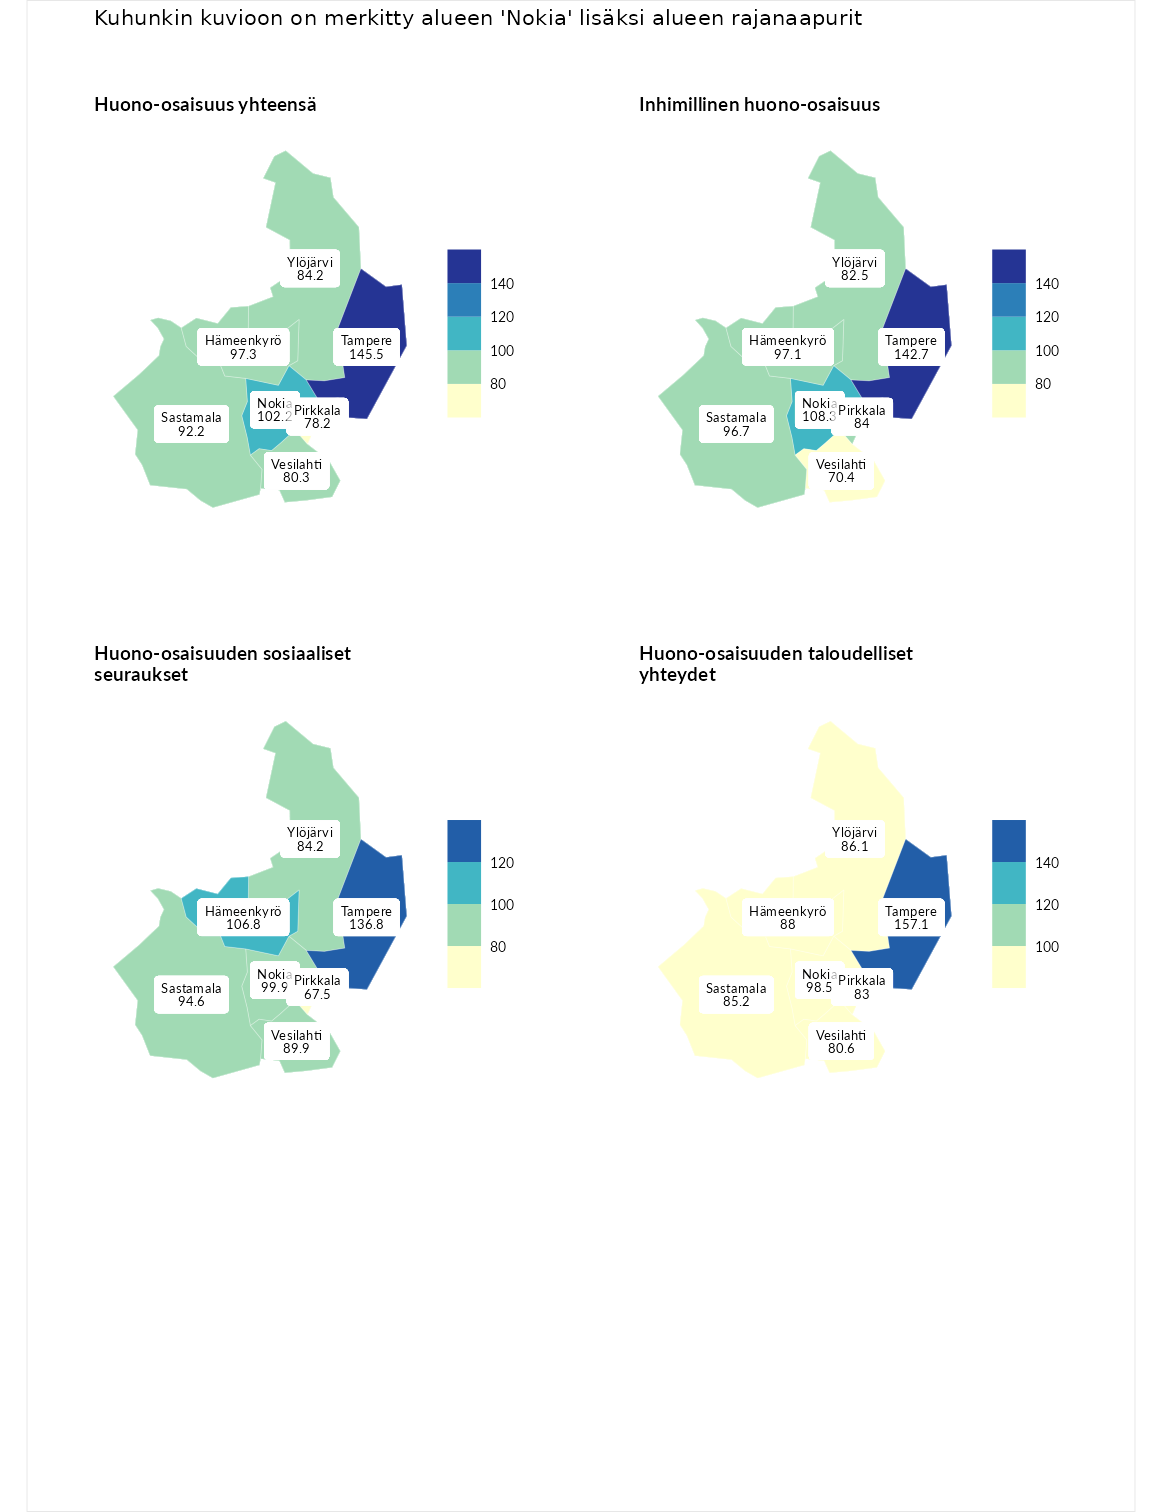 Kuhunkin kuvioon on merkitty alueen 'Nokia' lisäksi alueen rajanaapurit
Huono-osaisuus yhteensä
Ylöjärvi
84.2
Hämeenkyrö
97.3
Tampere
145.5
Nokia
102.2
Pirkkala
78.2
Sastamala
92.2
Vesilahti
80.3
140
120
100
80
Inhimillinen huono-osaisuus
Ylöjärvi
82.5
Hämeenkyrö
97.1
Tampere
142.7
Nokia
108.3
Pirkkala
84
Sastamala
96.7
Vesilahti
70.4
140
120
100
80
Huono-osaisuuden sosiaaliset
seuraukset
Ylöjärvi
84.2
Hämeenkyrö
106.8
Tampere
136.8
Nokia
99.9
Pirkkala
67.5
Sastamala
94.6
Vesilahti
89.9
120
100
80
Huono-osaisuuden taloudelliset
yhteydet
Ylöjärvi
86.1
Hämeenkyrö
88
Tampere
157.1
Nokia
98.5
Pirkkala
83
Sastamala
85.2
Vesilahti
80.6
140
120
100